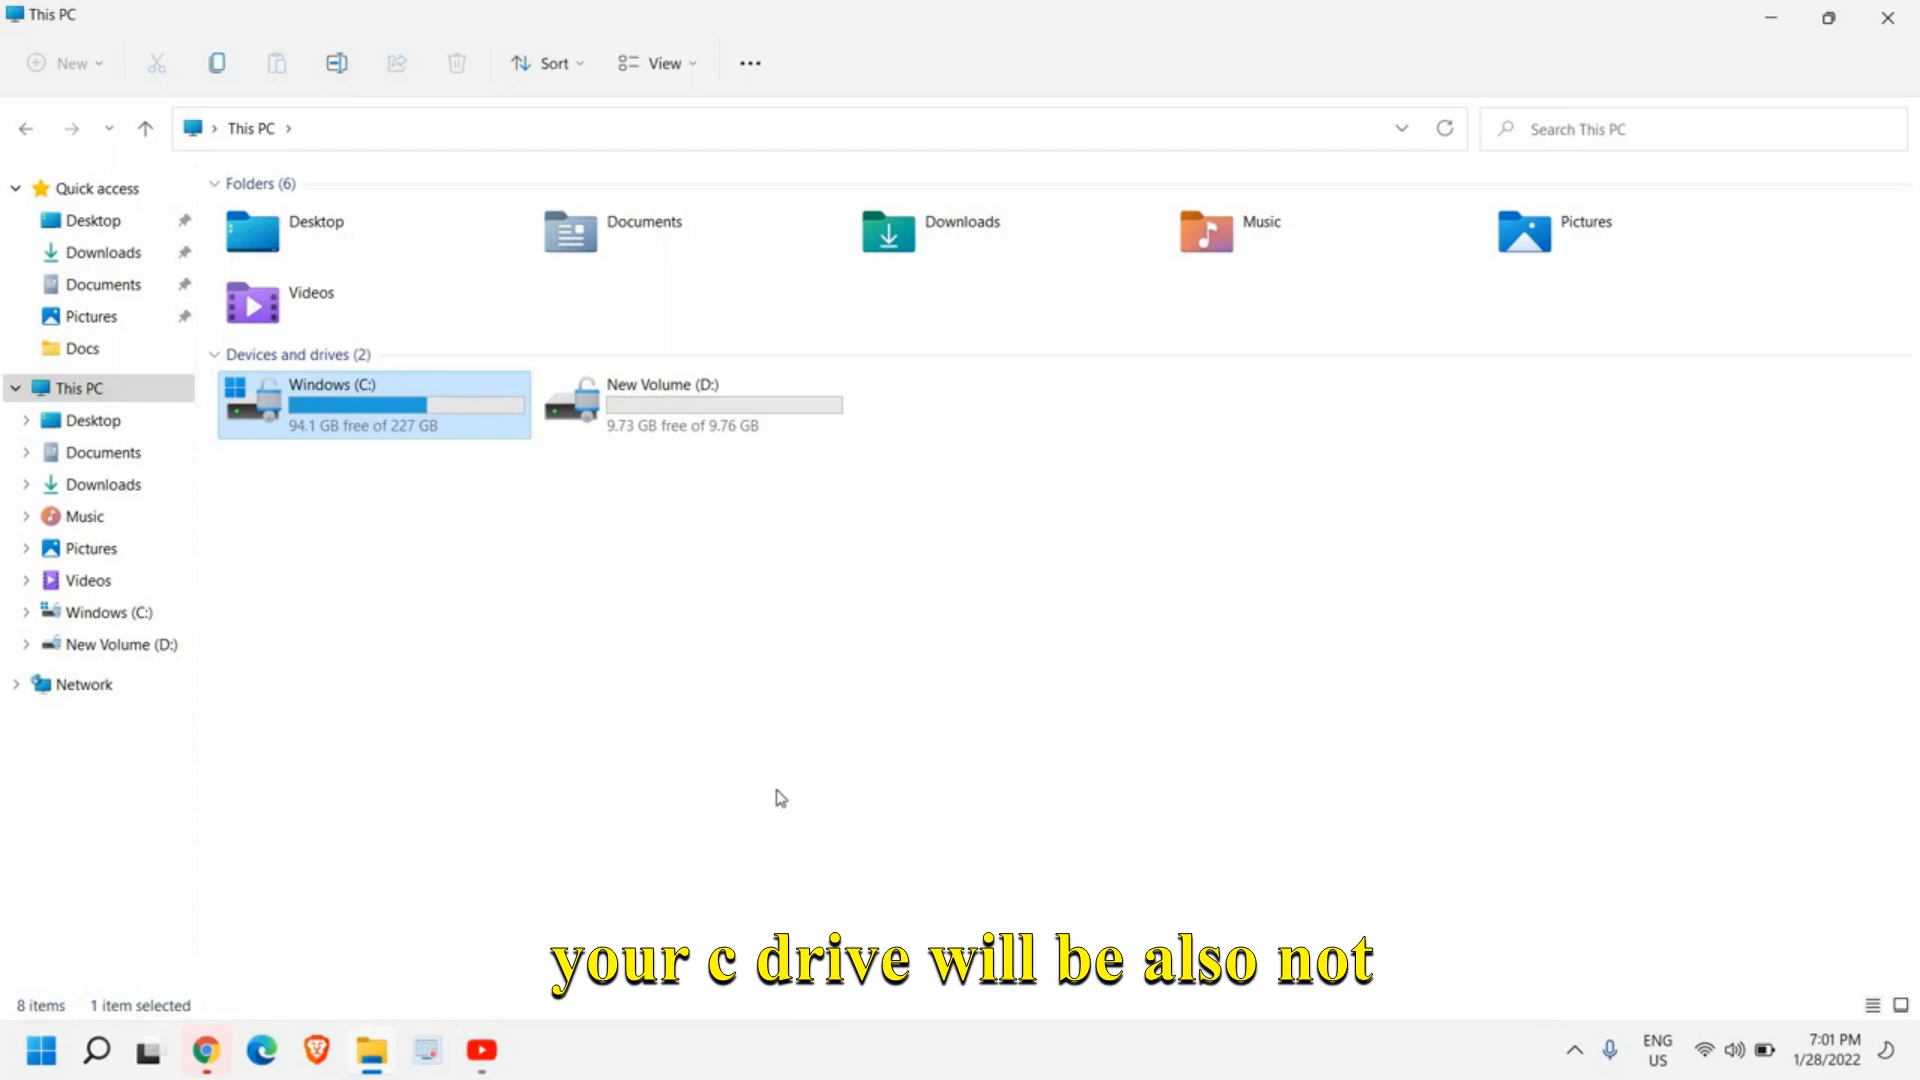 This PC
New
Sort
View
This PC
Search This PC
Quick access
Desktop
Downloads
Documents
Pictures
Docs
This PC
Desktop
Documents
Downloads
Music
Pictures
Videos
Windows (C:)
New Volume (D:)
Network
Folders (6)
Desktop
Documents
Downloads
Music
Pictures
Videos
Devices and drives (2)
Windows (C:)
94.1 GB free of 227 GB
New Volume (D:)
9.73 GB free of 9.76 GB
your c drive will be also not
8 items
1 item selected
ENG
US
7:01 PM
1/28/2022